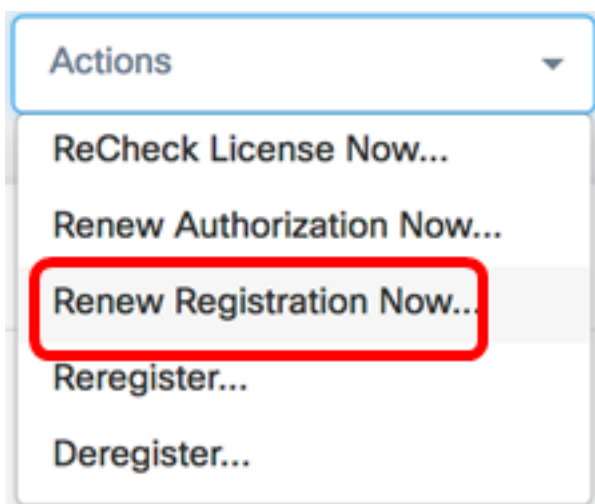 Actions
ReCheck License Now...
Renew Authorization Now...
Renew Registration Now...
Reregister...
Deregister...